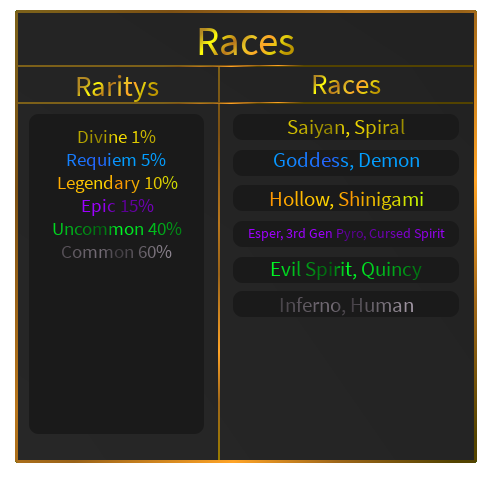 Races
Raritys
Divine 1%
Requiem 5%
Legendary 10%
Epic 15%
Uncommon 40%
Common 60%
Races
Saiyan, Spiral
Goddess, Demon
Hollow, Shinigami
Esper, 3rd Gen Pyro, Cursed Spirit
Evil Spirit, Quincy
Inferno, Human